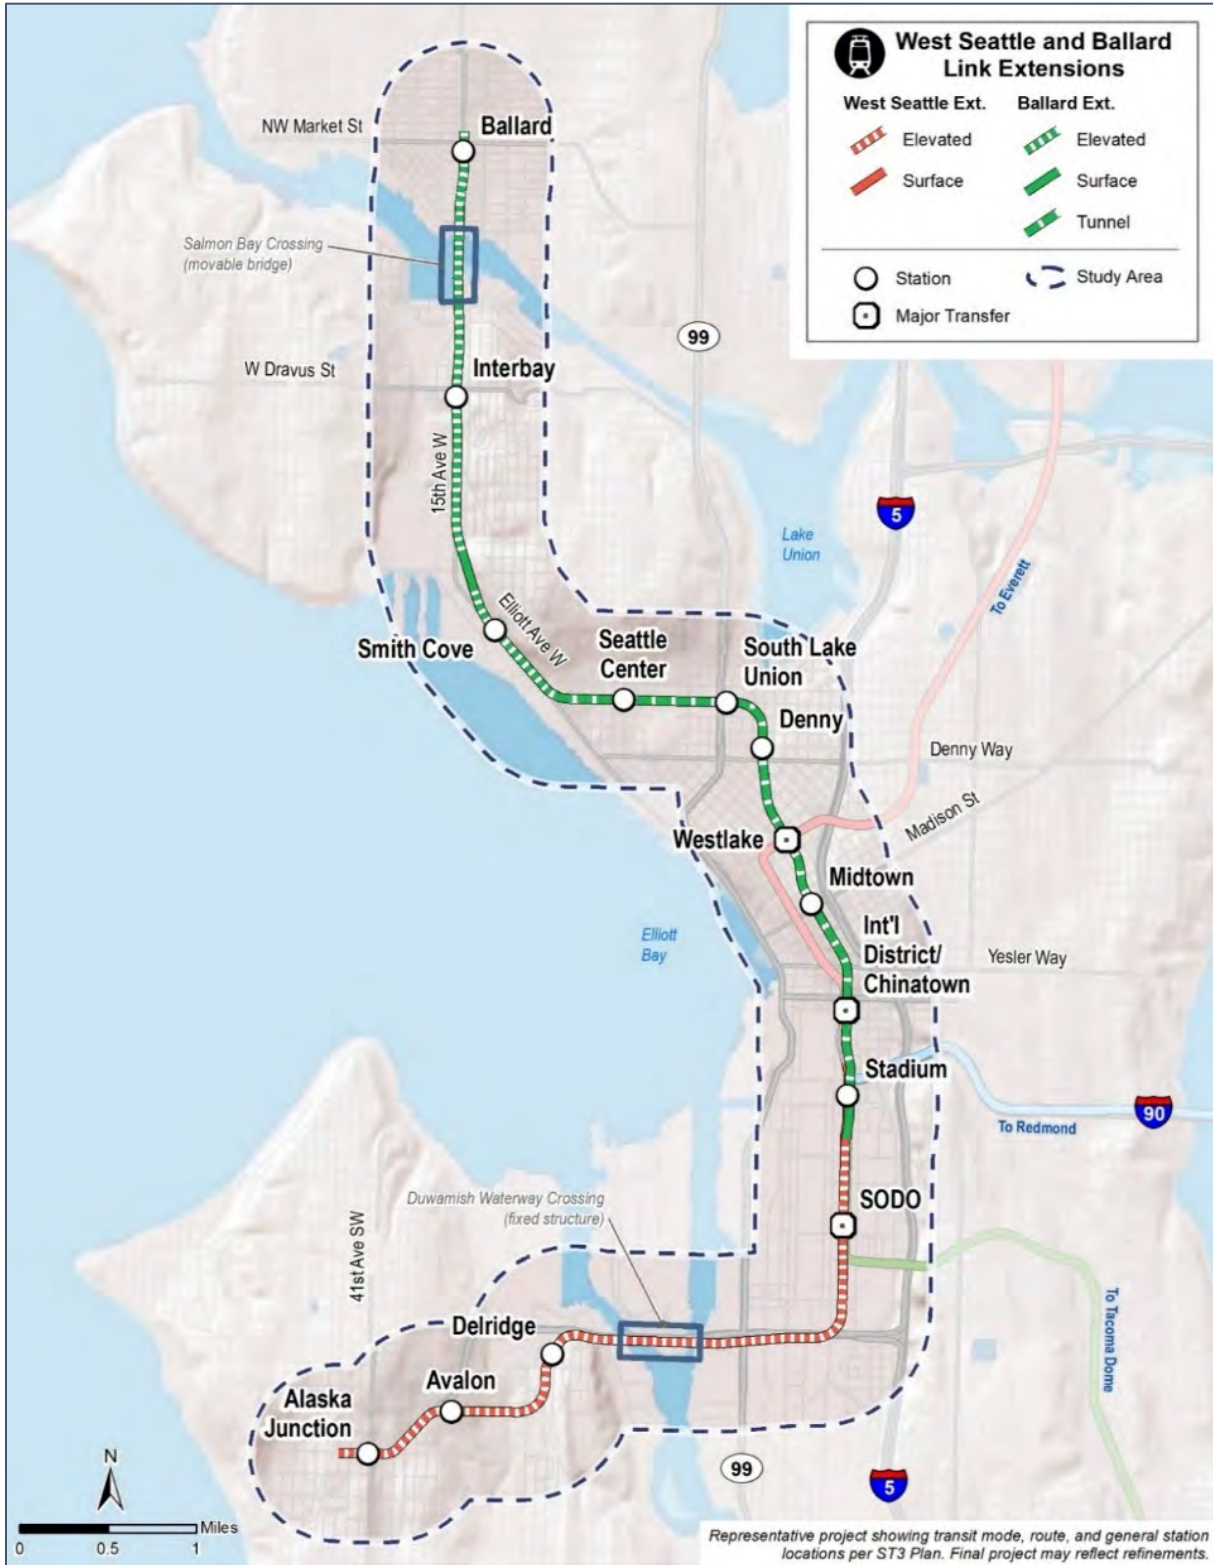 West Seattle and Ballard
Link Extensions
West Seattle Ext.
Ballard Ext.
Elevated
Elevated
Surface
Surface
Tunnel
Station
Study Area
Major Transfer
NW Market St
Ballard
Salmon Bay Crossing
(movable bridge)
99
W Dravus St
Interbay
15th Ave W
5
Lake
Union
To Everett
Elliott Ave W
Smith Cove
Seattle
Center
South Lake
Union
Denny
Denny Way
Madison St
Westlake
Midtown
Elliott
Bay
Int'l
District/
Chinatown
Yesler Way
Stadium
To Redmond
90
Duwamish Waterway Crossing
(fixed structure)
SODO
41st Ave SW
To Tacoma Dome
Delridge
Avalon
Alaska
Junction
N
99
5
0
0.5
1
Miles
Representative project showing transit mode, route, and general station
locations per ST3 Plan. Final project may reflect refinements.